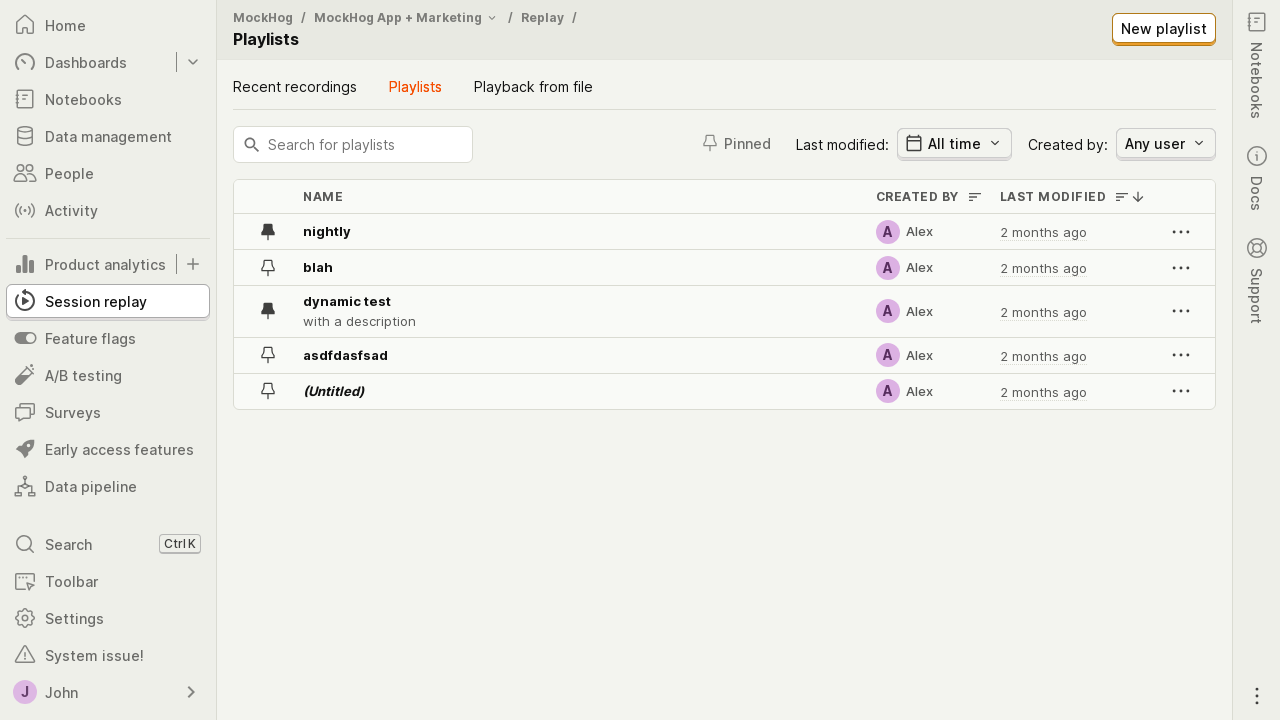 Home
Dashboards
Notebooks
Data management
People
Activity
Product analytics
Session replay
Feature flags
A/B testing
Surveys
Early access features
Data pipeline
Search Ctrl K
Toolbar
Settings
System issue!
J John
MockHog / MockHog App + Marketing / Replay /
Playlists
New playlist
Recent recordings Playlists Playback from file
Search for playlists Pinned Last modified: All time Created by: Any user
NAME CREATED BY LAST MODIFIED
nightly A Alex 2 months ago
blah A Alex 2 months ago
dynamic test A Alex 2 months ago
with a description
asdfdasfsad A Alex 2 months ago
(Untitled) A Alex 2 months ago
Notebooks
Docs
Support